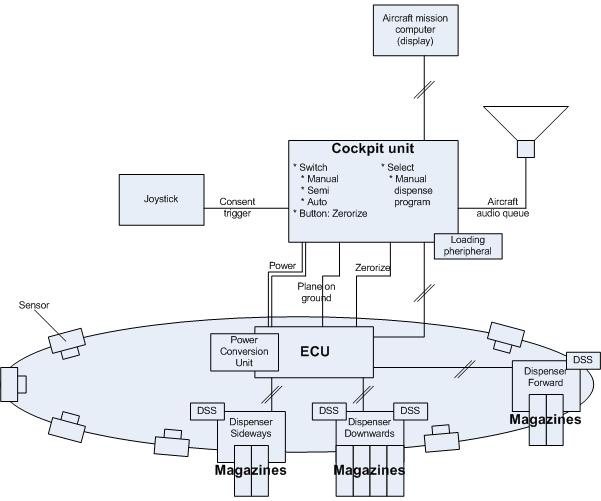 Aircraft mission
computer
(display)
Cockpit unit
* Switch
* Manual
* Semi
* Auto
* Button: Zerorize
* Select
* Manual
dispense
program
Joystick
Consent
trigger
Aircraft
audio queue
Loading
pheripheral
Power
Plane on
ground
Zerorize
Sensor
Power
Conversion
Unit
ECU
DSS
Dispenser
Forward
Magazines
DSS
Dispenser
Sideways
Magazines
DSS
DSS
Dispenser
Downwards
Magazines